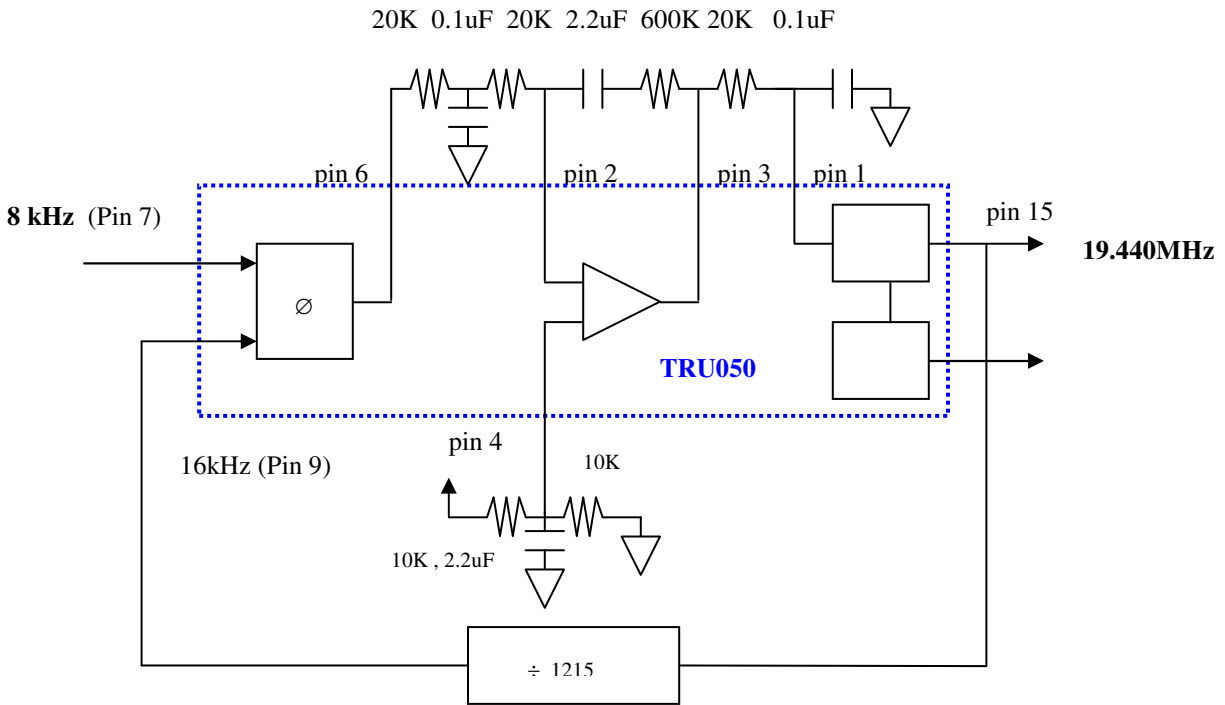 20K 0.1uF 20K 2.2uF 600K 20K 0.1uF
pin 6
pin 2
pin 3
pin 1
8 kHz (Pin 7)
pin 15
19.440MHz
∅
TRU050
pin 4
16kHz (Pin 9)
10K
10K , 2.2uF
÷ 1215